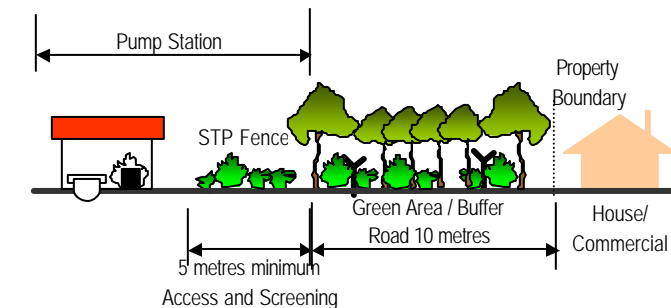 Pump Station
Property
Boundary
STP Fence
Green Area / Buffer
Road 10 metres
House/
Commercial
5 metres minimum
Access and Screening